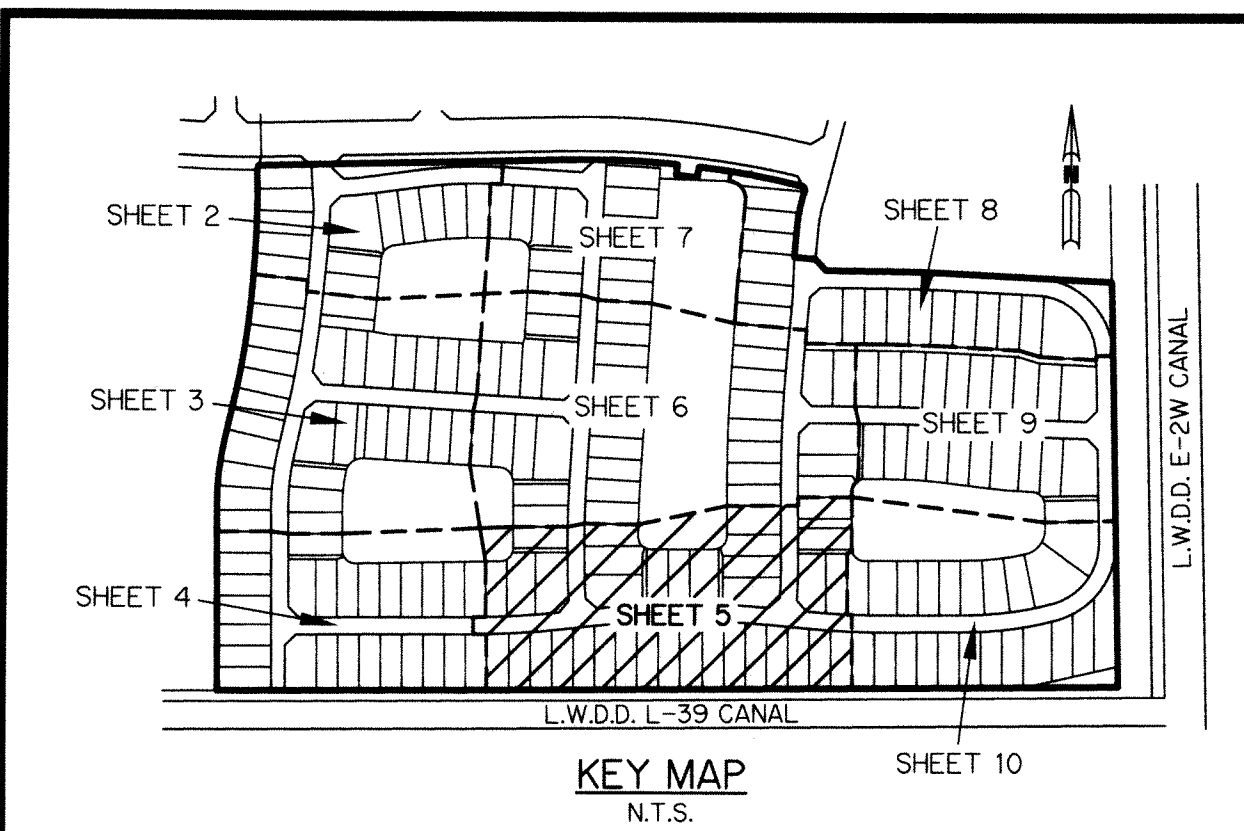 SHEET 2
SHEET 7
SHEET 8
N
SHEET 3
SHEET 6
SHEET 9
L.W.D.D. E-2W CANAL
SHEET 4
SHEET 5
L.W.D.D. L-39 CANAL
SHEET 10
KEY MAP
N.T.S.